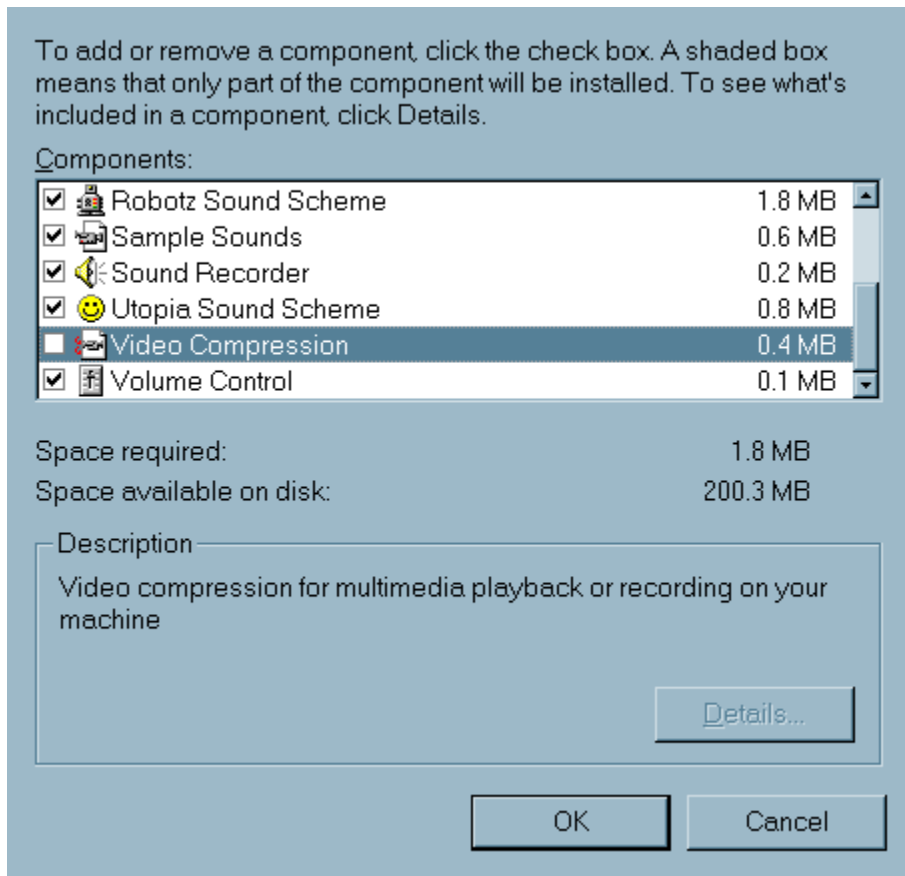 To add or remove a component, click the check box. A shaded box
means that only part of the component will be installed. To see what's
included in a component, click Details.
Components:
Robotz Sound Scheme 1.8 MB
Sample Sounds 0.6 MB
Sound Recorder 0.2 MB
Utopia Sound Scheme 0.8 MB
Video Compression 0.4 MB
Volume Control 0.1 MB
Space required: 1.8 MB
Space available on disk: 200.3 MB
Description
Video compression for multimedia playback or recording on your
machine
Details...
OK Cancel